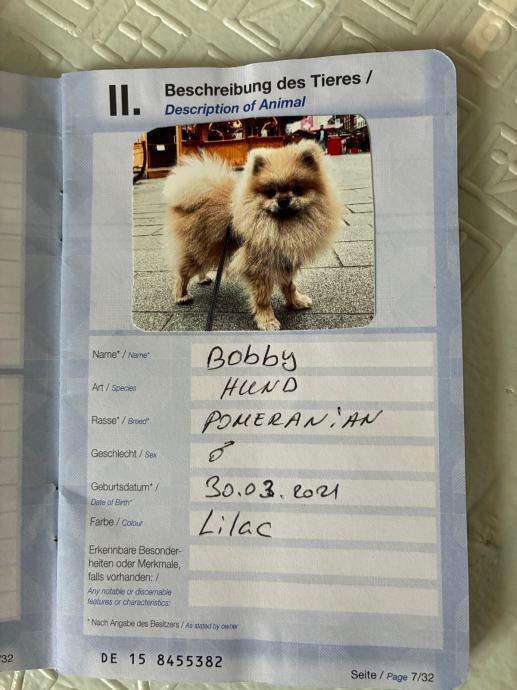 II. Beschreibung des Tieres /
Description of Animal
Name* / Name* Bobby
Art / Species HUND
Rasse* / Breed* POMERANiAN
Geschlecht / Sex ♂
Geburtsdatum* / 30.03.2021
Date of Birth*
Farbe / Colour Lilac
Erkennbare Besonder-
heiten oder Merkmale,
falls vorhanden: /
Any notable or discernable
features or characteristics:
* Nach Angabe des Besitzers / As stated by owner
/32 DE 15 8455382
Seite / Page 7/32